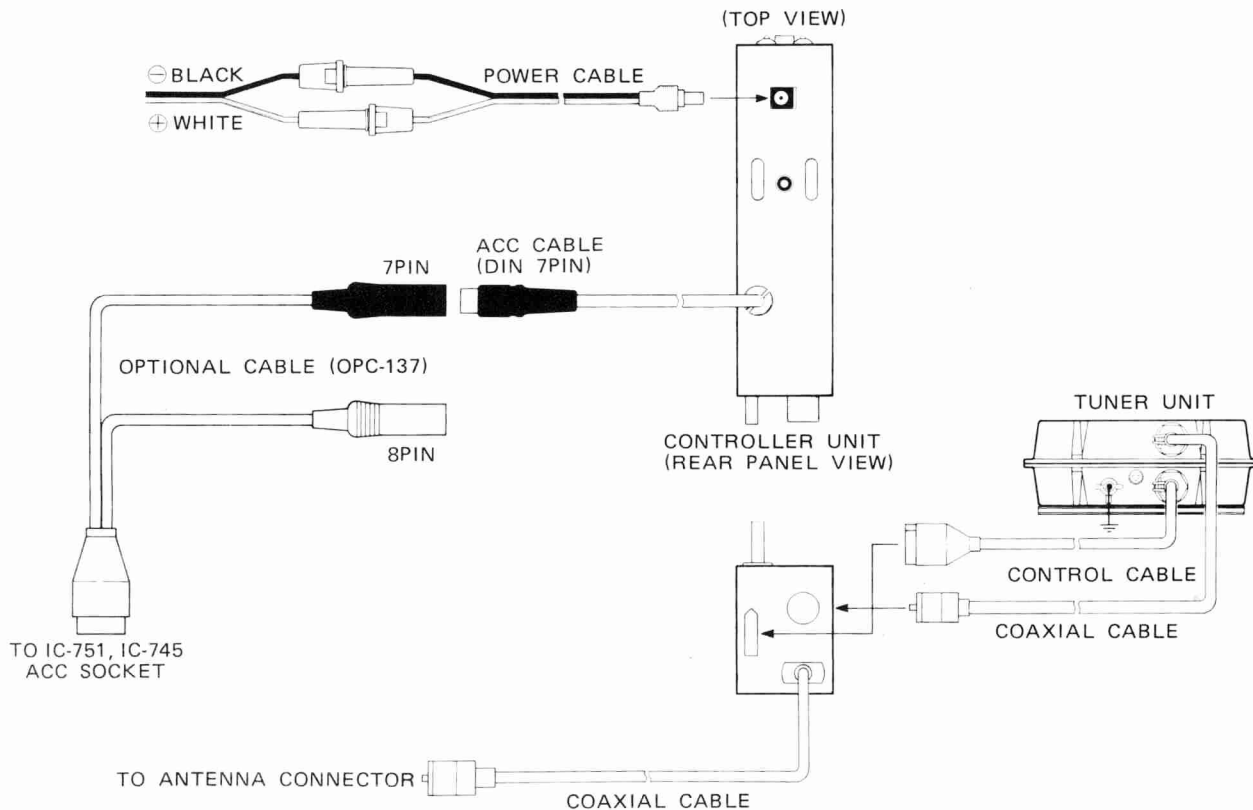 (TOP VIEW)
⊖ BLACK
POWER CABLE
⊕ WHITE
ACC CABLE
(DIN 7PIN)
7PIN
OPTIONAL CABLE (OPC-137)
8PIN
CONTROLLER UNIT
(REAR PANEL VIEW)
TUNER UNIT
CONTROL CABLE
COAXIAL CABLE
TO IC-751, IC-745
ACC SOCKET
TO ANTENNA CONNECTOR
COAXIAL CABLE